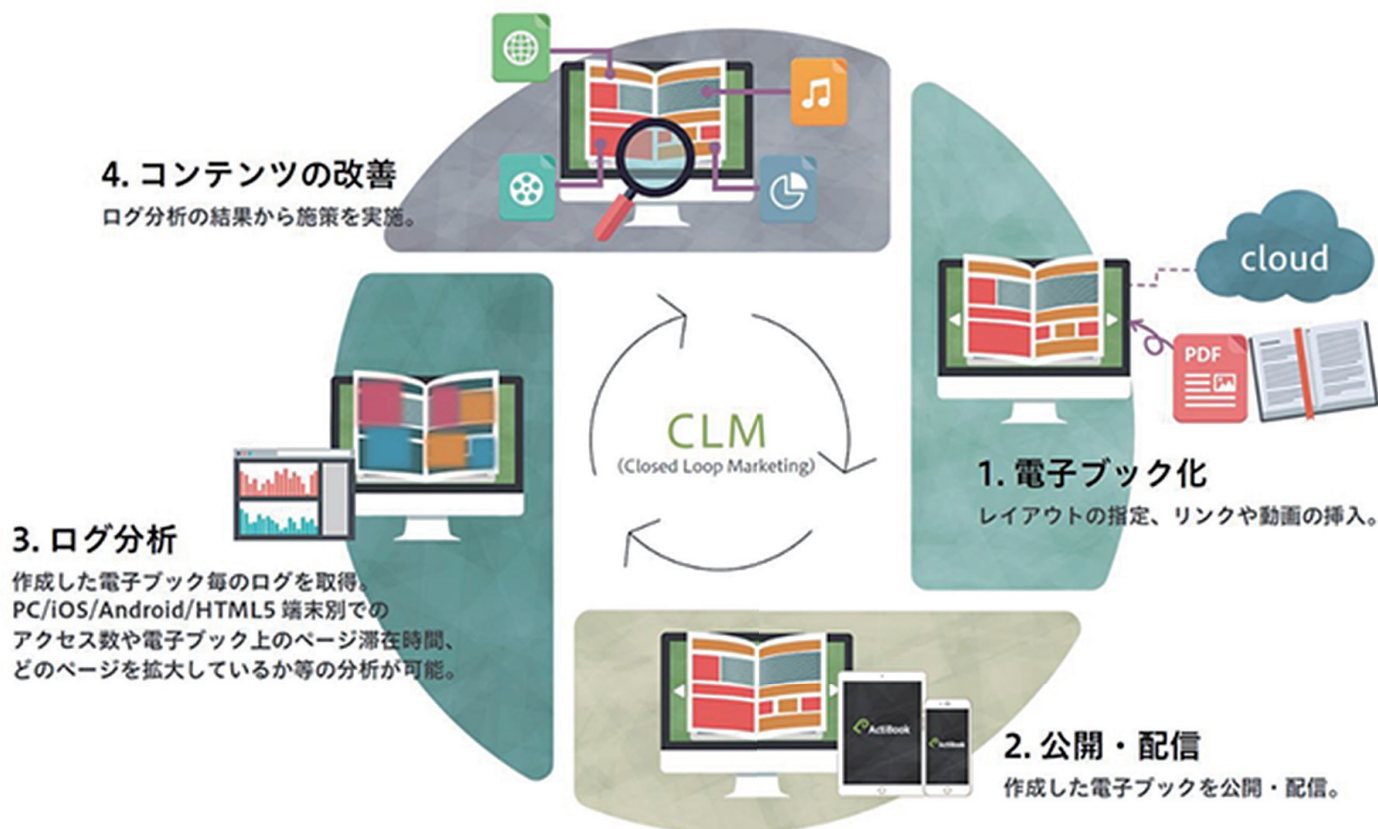 4. コンテンツの改善
ログ分析の結果から施策を実施。
cloud
PDF
1. 電子ブック化
レイアウトの指定、リンクや動画の挿入。
CLM
(Closed Loop Marketing)
3. ログ分析
作成した電子ブック毎のログを取得。
PC/iOS/Android/HTML5 端末別での
アクセス数や電子ブック上のページ滞在時間、
どのページを拡大しているか等の分析が可能。
ActiBook
ActiBook
2. 公開・配信
作成した電子ブックを公開・配信。